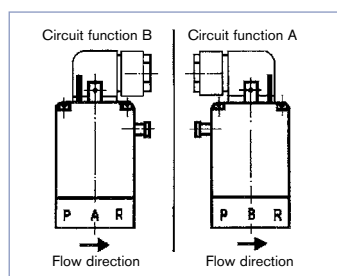 Circuit function B
Circuit function A
P A R
P B R
Flow direction
Flow direction